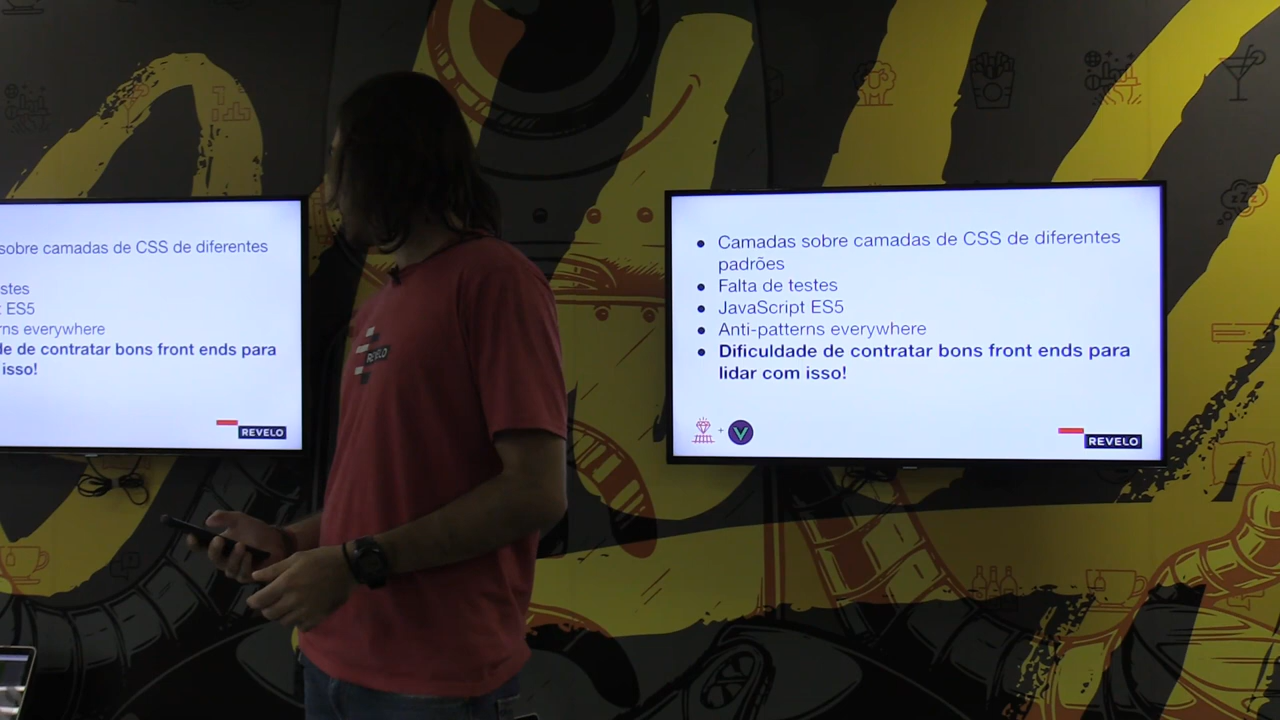 sobre camadas de CSS de diferentes
stes
ES5
rns everywhere
de de contratar bons front ends para
isso!
REVELO
REVELO
Camadas sobre camadas de CSS de diferentes
padrões
Falta de testes
JavaScript ES5
Anti-patterns everywhere
Dificuldade de contratar bons front ends para
lidar com isso!
+
REVELO
zzz